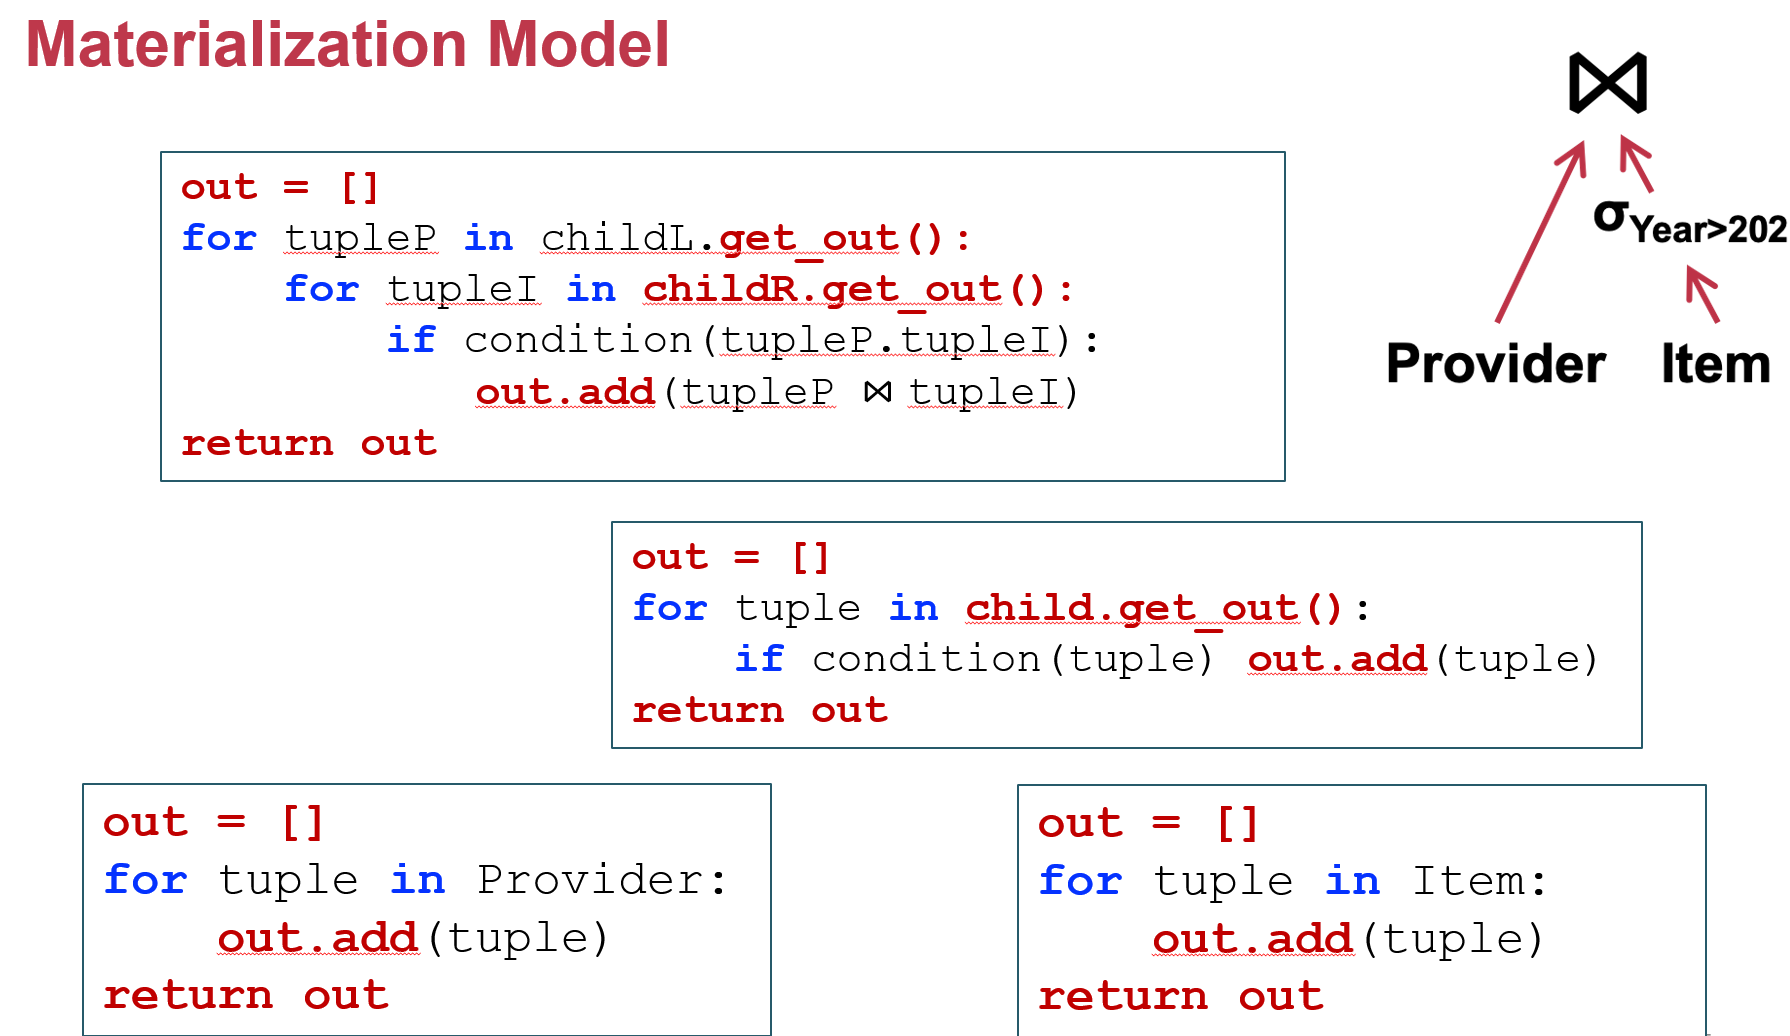 Materialization Model
⋈
σYear>202
Provider Item
out = []
for tupleP in childL.get_out():
for tupleI in childR.get_out():
if condition(tupleP.tupleI):
out.add(tupleP ⋈ tupleI)
return out
out = []
for tuple in child.get_out():
if condition(tuple) out.add(tuple)
return out
out = []
for tuple in Provider:
out.add(tuple)
return out
out = []
for tuple in Item:
out.add(tuple)
return out